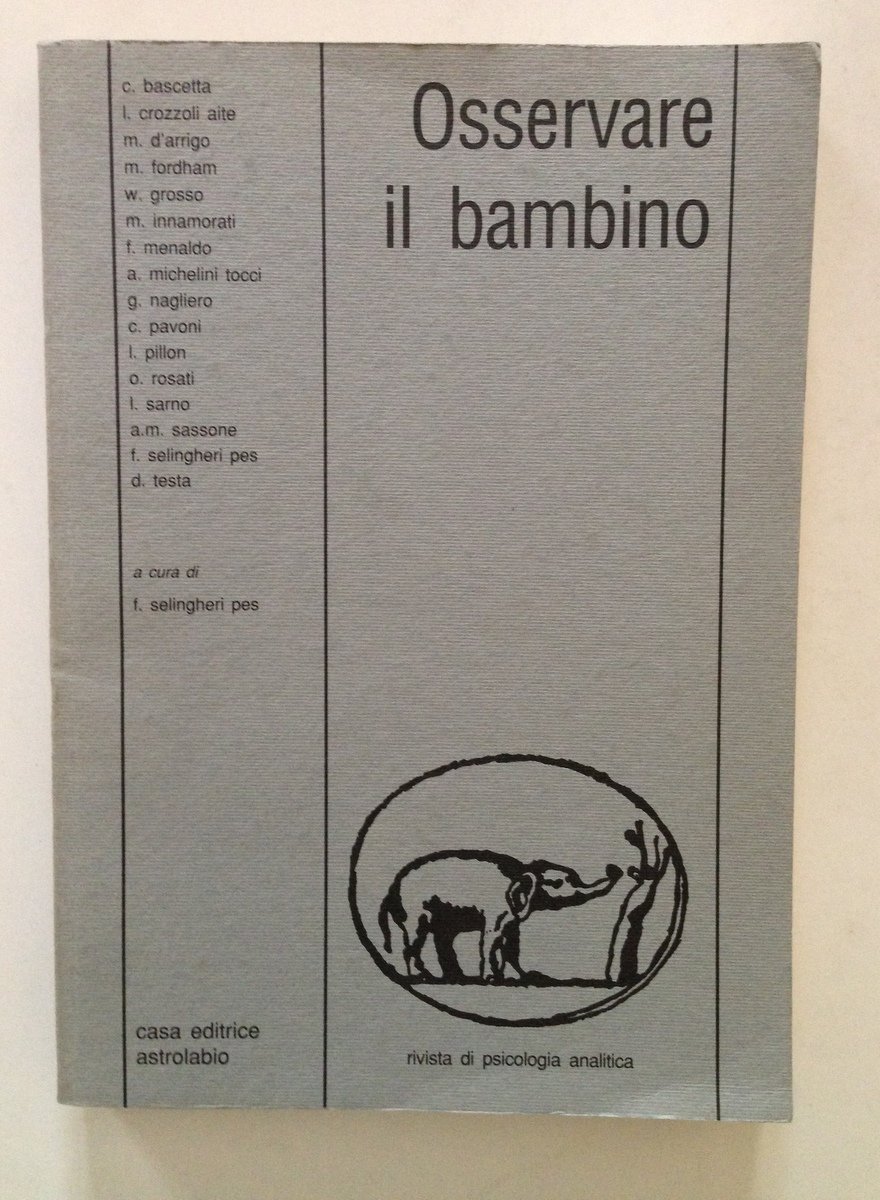 c. bascetta
l. crozzoli aite
m. d'arrigo
m. fordham
w. grosso
m. innamorati
f. menaldo
a. michelini tocci
g. nagliero
c. pavoni
l. pillon
o. rosati
l. sarno
a.m. sassone
f. selingheri pes
d. testa
a cura di
f. selingheri pes
casa editrice
astrolabio
Osservare
il bambino
rivista di psicologia analitica